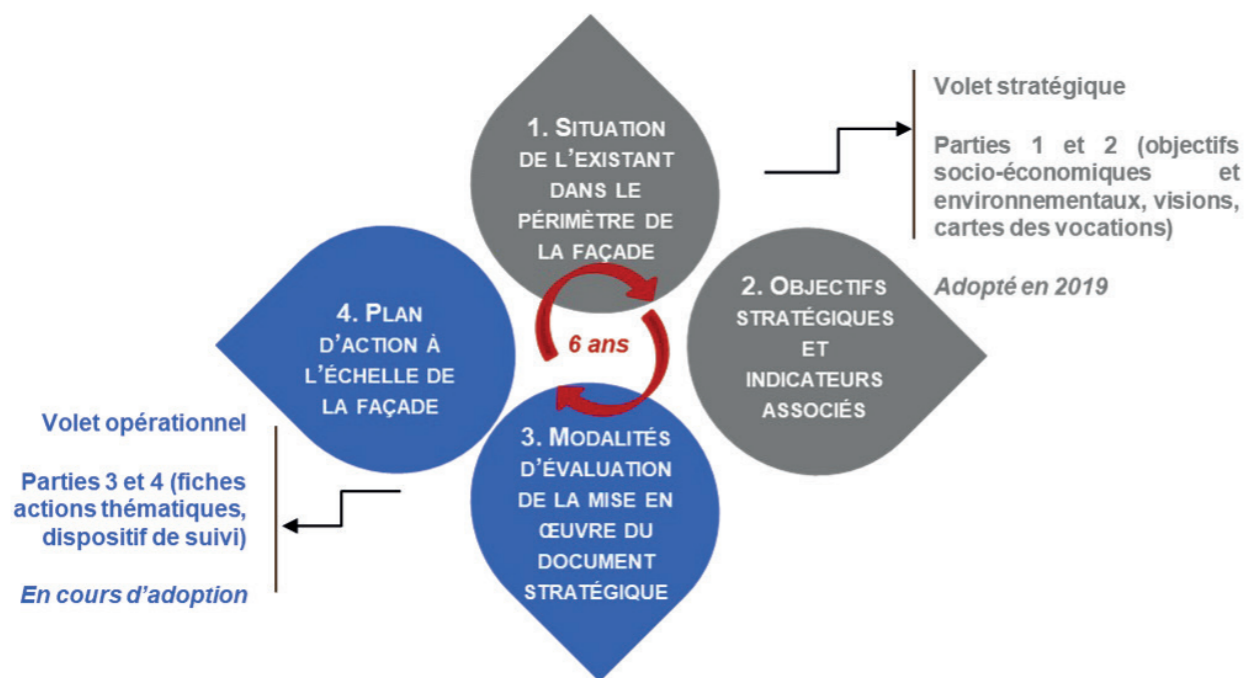 1. SITUATION
DE L'EXISTANT
DANS LE
PÉRIMÈTRE DE
LA FAÇADE
Volet stratégique
Parties 1 et 2 (objectifs
socio-économiques et
environnementaux, visions,
cartes des vocations)
Adopté en 2019
2. OBJECTIFS
STRATÉGIQUES
ET
INDICATEURS
ASSOCIÉS
6 ans
4. PLAN
D'ACTION À
L'ÉCHELLE DE
LA FAÇADE
3. MODALITÉS
D'ÉVALUATION
DE LA MISE EN
ŒUVRE DU
DOCUMENT
STRATÉGIQUE
Volet opérationnel
Parties 3 et 4 (fiches
actions thématiques,
dispositif de suivi)
En cours d'adoption